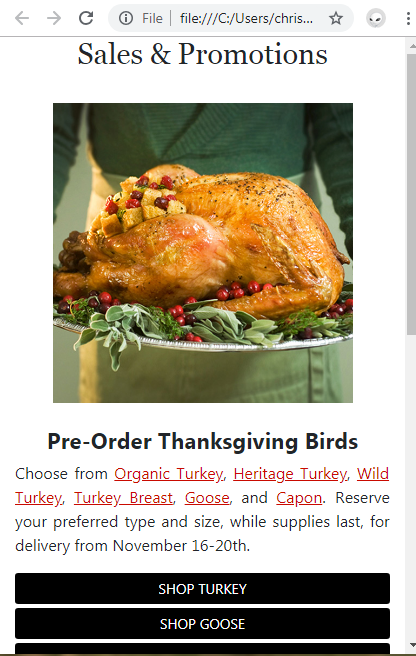 File file:///C:/Users/chris...
Sales & Promotions
Pre-Order Thanksgiving Birds
Choose from Organic Turkey, Heritage Turkey, Wild
Turkey, Turkey Breast, Goose, and Capon. Reserve
your preferred type and size, while supplies last, for
delivery from November 16-20th.
SHOP TURKEY
SHOP GOOSE